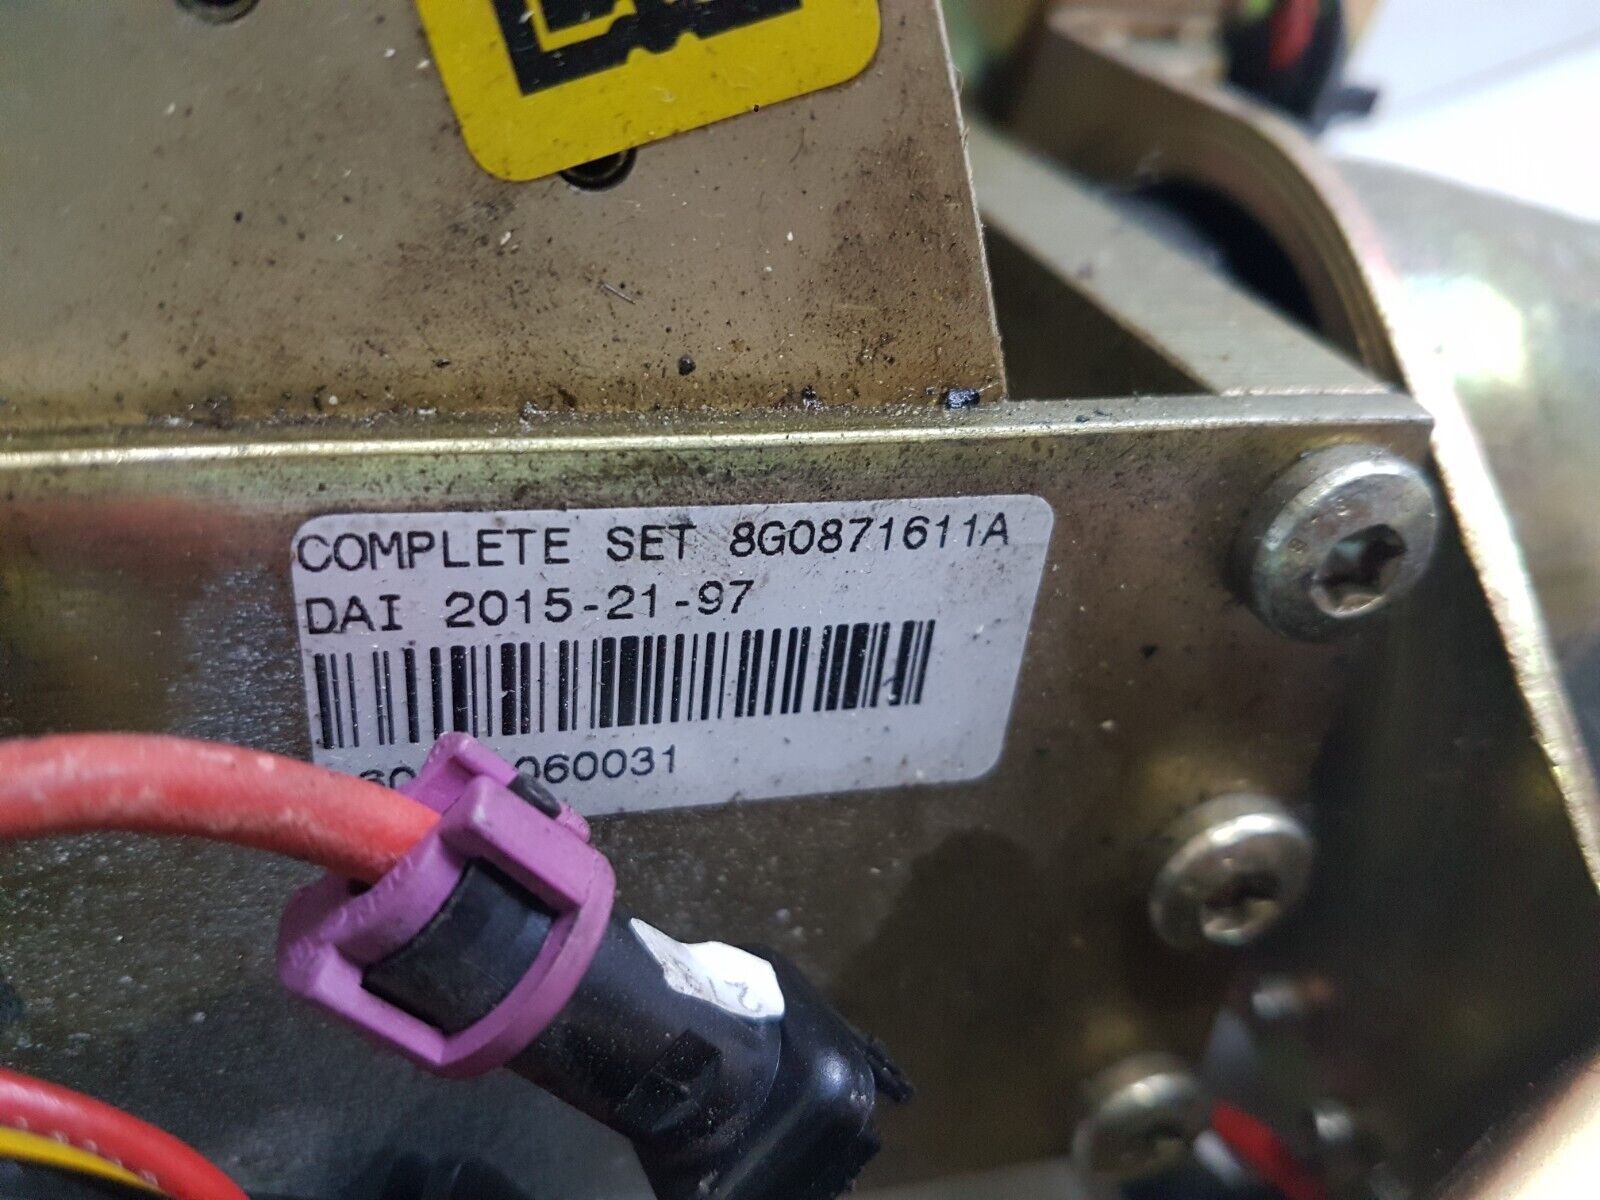 COMPLETE SET 8G0871611A
DAI 2015-21-97
060031